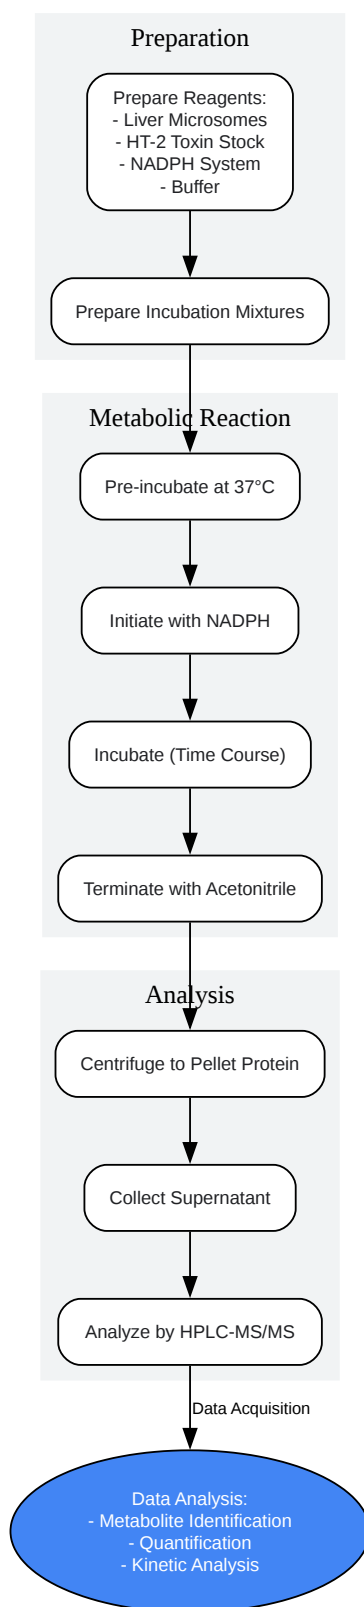 Preparation
Prepare Reagents:
- Liver Microsomes
- HT-2 Toxin Stock
- NADPH System
- Buffer
Prepare Incubation Mixtures
Metabolic Reaction
Pre-incubate at 37°C
Initiate with NADPH
Incubate (Time Course)
Terminate with Acetonitrile
Analysis
Centrifuge to Pellet Protein
Collect Supernatant
Analyze by HPLC-MS/MS
Data Acquisition
Data Analysis:
- Metabolite Identification
- Quantification
- Kinetic Analysis